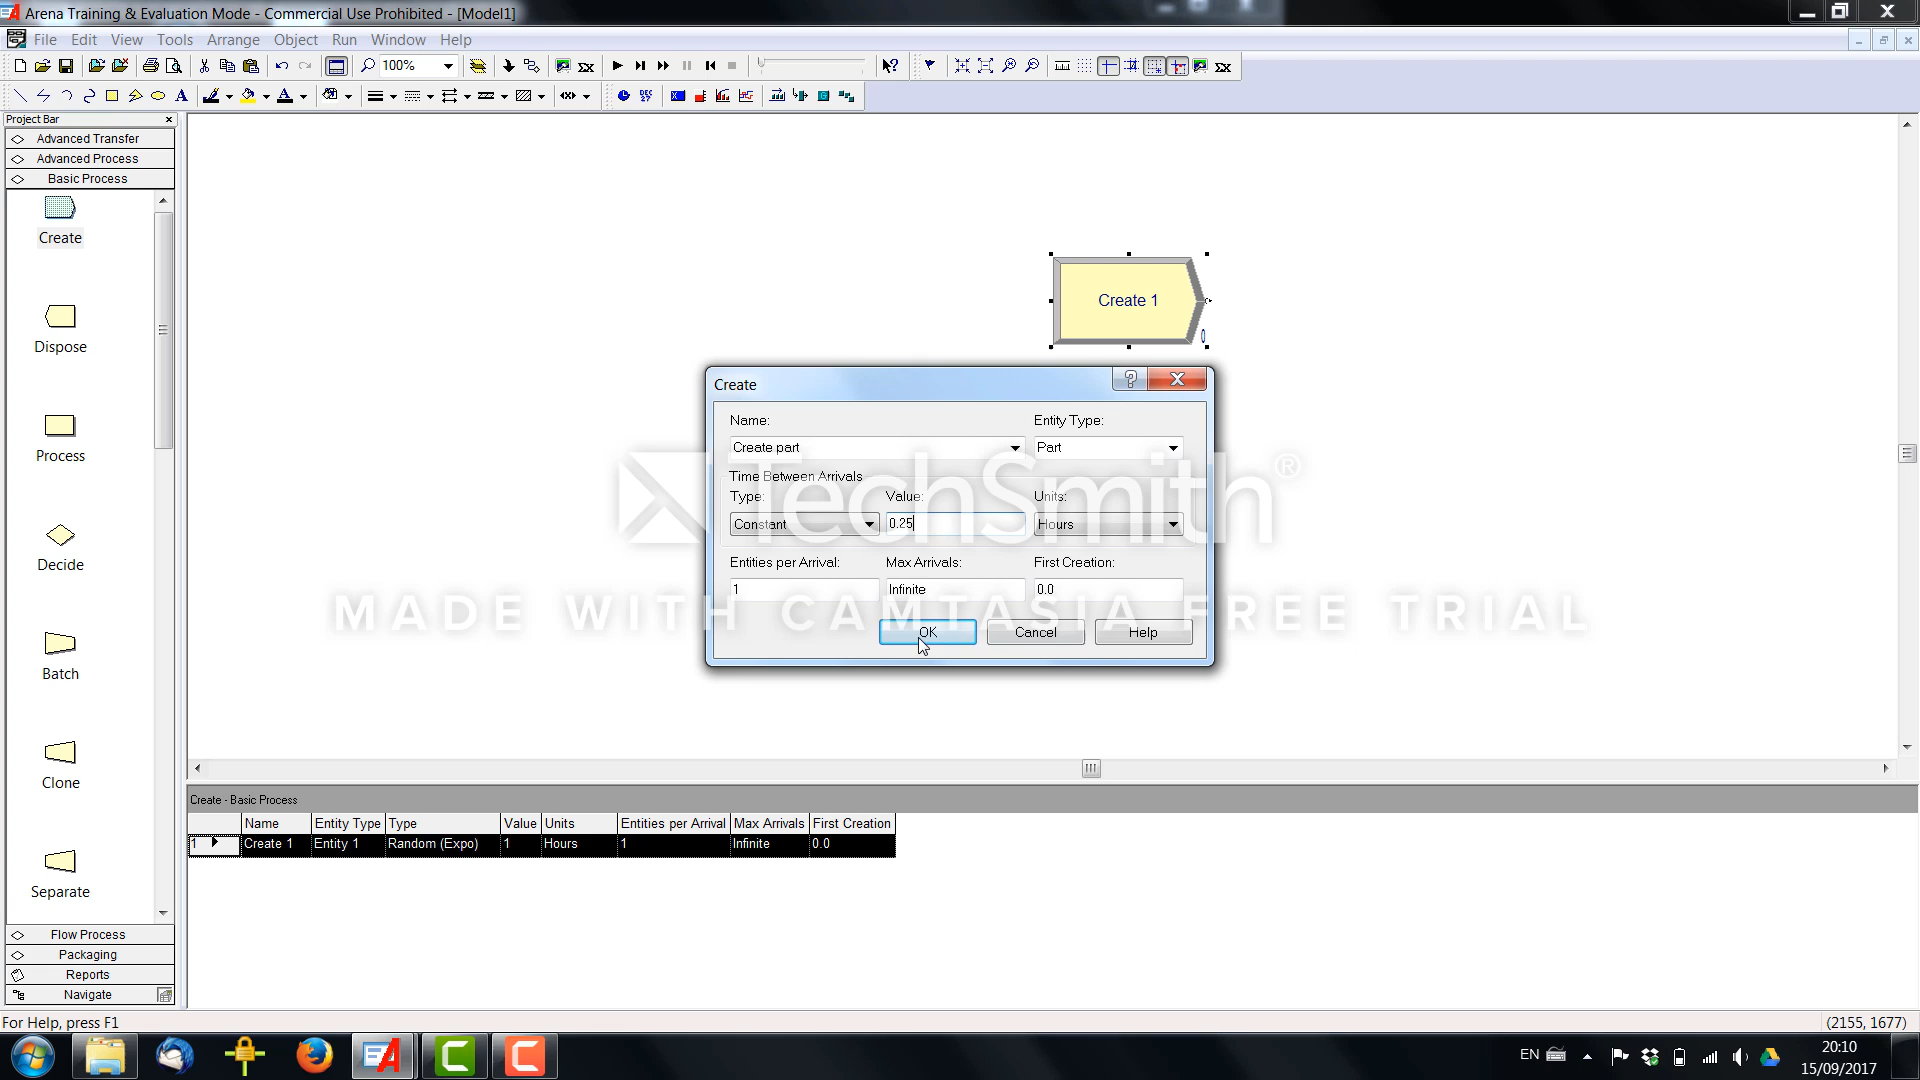 Arena Training & Evaluation Mode - Commercial Use Prohibited - [Model1]
File Edit View Tools Arrange Object Run Window Help
100%
Project Bar
Advanced Transfer
Advanced Process
Basic Process
Create
Dispose
Process
Decide
Batch
Clone
Separate
Flow Process
Packaging
Reports
Navigate
Create 1
0
Create
Name: Entity Type:
Create part Part
Time Between Arrivals
Type: Value: Units:
Constant 0.25 Hours
Entities per Arrival: Max Arrivals: First Creation:
1 Infinite 0.0
OK Cancel Help
TechSmith®
MADE WITH CAMTASIA FREE TRIAL
Create - Basic Process
Name Entity Type Type Value Units Entities per Arrival Max Arrivals First Creation
1 Create 1 Entity 1 Random (Expo) 1 Hours 1 Infinite 0.0
For Help, press F1
(2155, 1677)
EN
20:10
15/09/2017